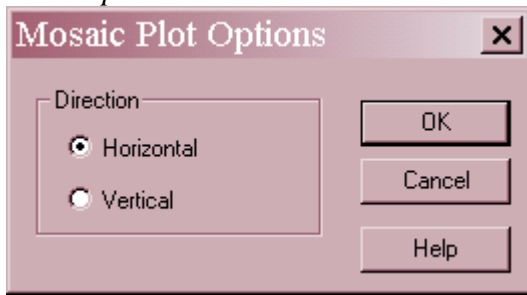 Mosaic Plot Options
Direction
Horizontal
Vertical
OK
Cancel
Help